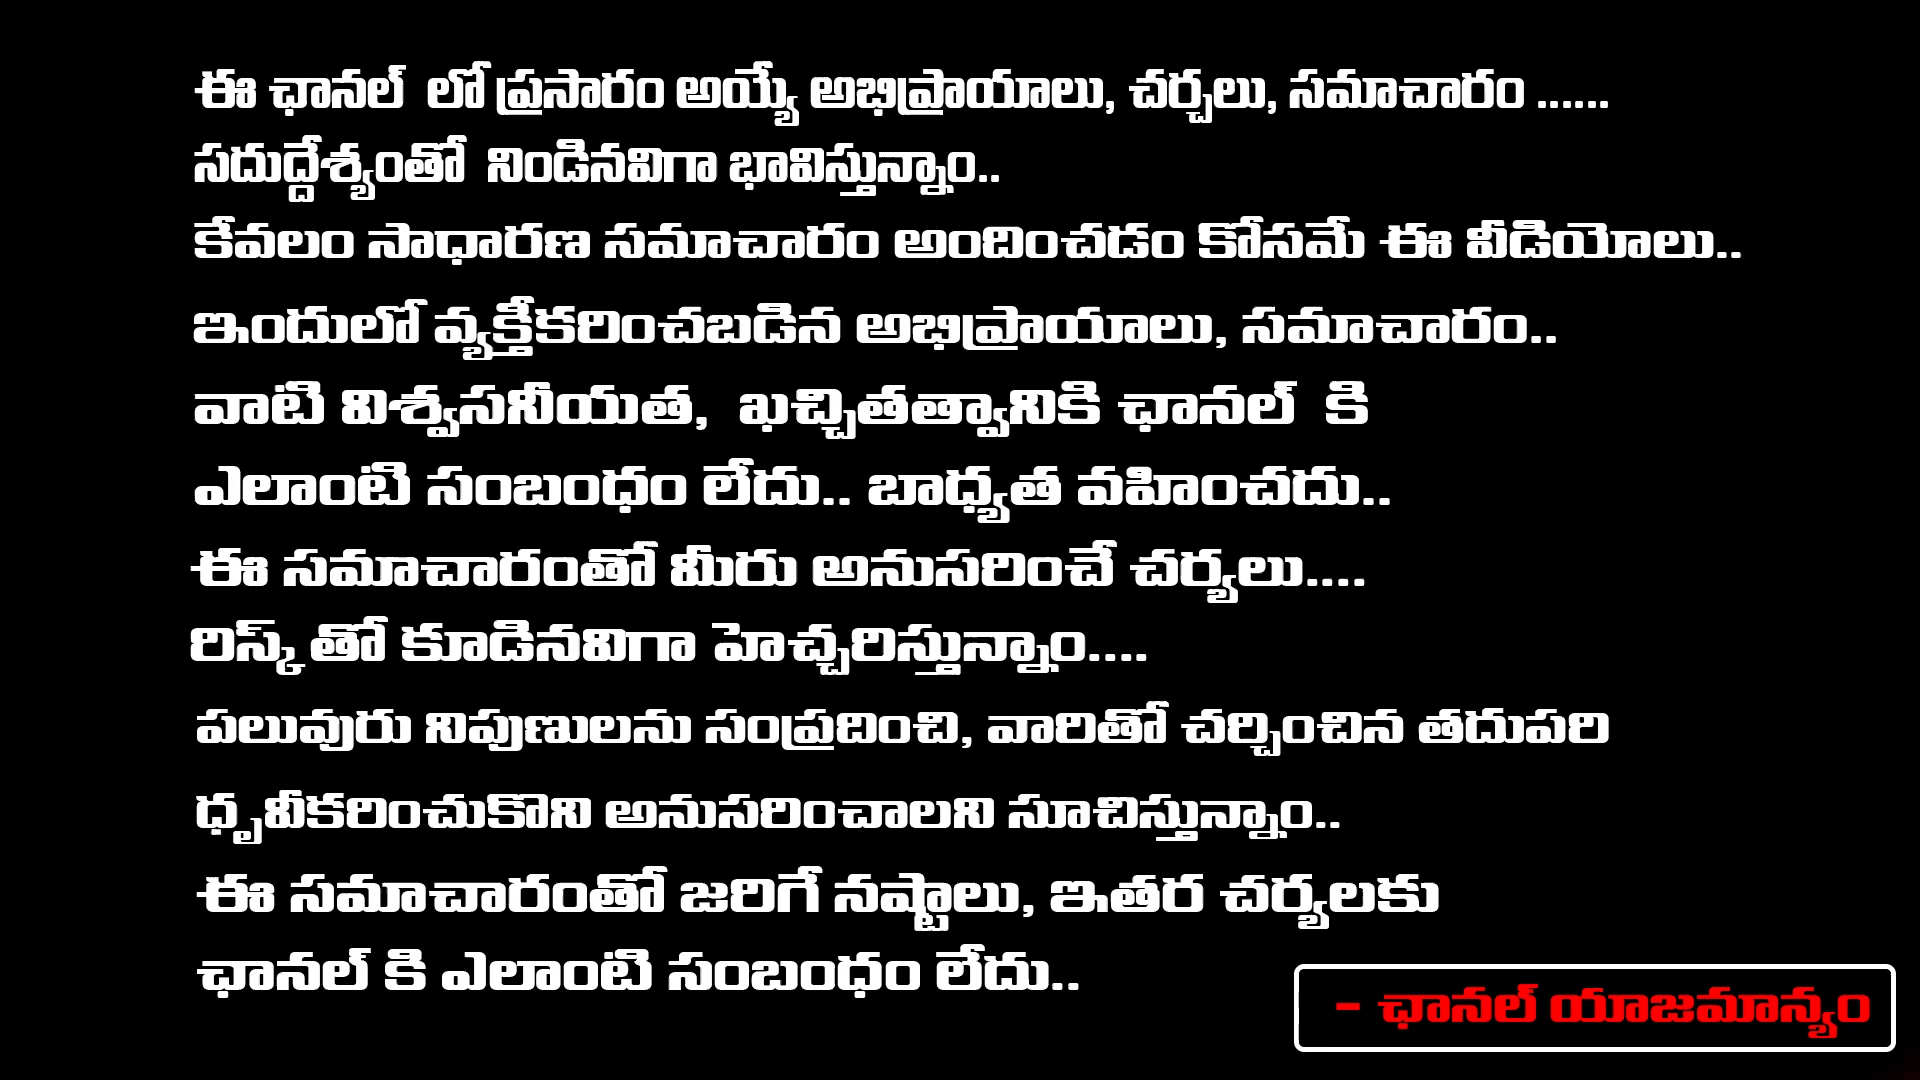 ఈ ఛానల్ లో ప్రసారం అయ్యే అభిప్రాయాలు, చర్చలు, సమాచారం ......
సదుద్దేశ్యంతో నిండినవిగా భావిస్తున్నాం..
కేవలం సాధారణ సమాచారం అందించడం కోసమే ఈ వీడియోలు..
ఇందులో వ్యక్తీకరించబడిన అభిప్రాయాలు, సమాచారం..
వాటి విశ్వసనీయత, ఖచ్చితత్వానికి ఛానల్ కి
ఎలాంటి సంబంధం లేదు.. బాధ్యత వహించదు..
ఈ సమాచారంతో మీరు అనుసరించే చర్యలు....
రిస్క్ తో కూడినవిగా హెచ్చరిస్తున్నాం....
పలువురు నిపుణులను సంప్రదించి, వారితో చర్చించిన తదుపరి
ధృవీకరించుకొని అనుసరించాలని సూచిస్తున్నాం..
ఈ సమాచారంతో జరిగే నష్టాలు, ఇతర చర్యలకు
ఛానల్ కి ఎలాంటి సంబంధం లేదు..
- ఛానల్ యాజమాన్యం